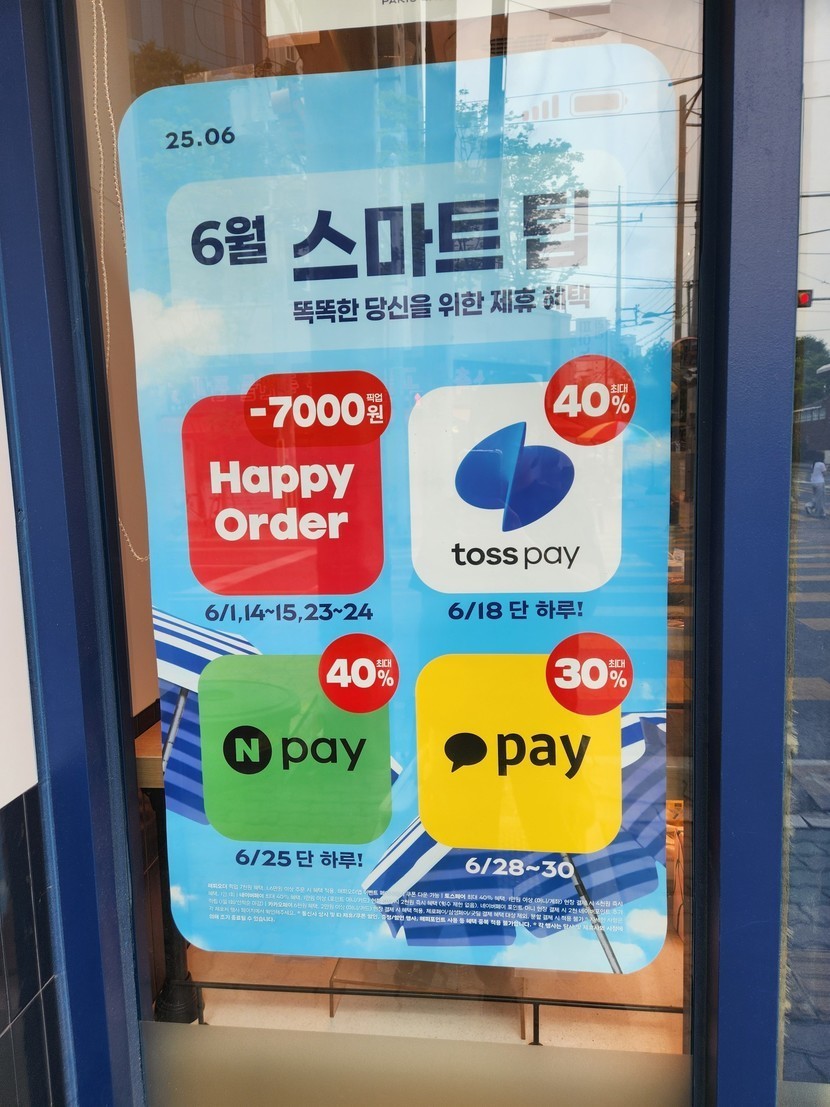 PARIS
25.06
6월 스마트 팁
똑똑한 당신을 위한 제휴 혜택
-7000원 픽업
Happy
Order
6/1,14~15,23~24
최대 40%
toss pay
6/18 단 하루!
최대 40%
N pay
6/25 단 하루!
최대 30%
pay
6/28~30